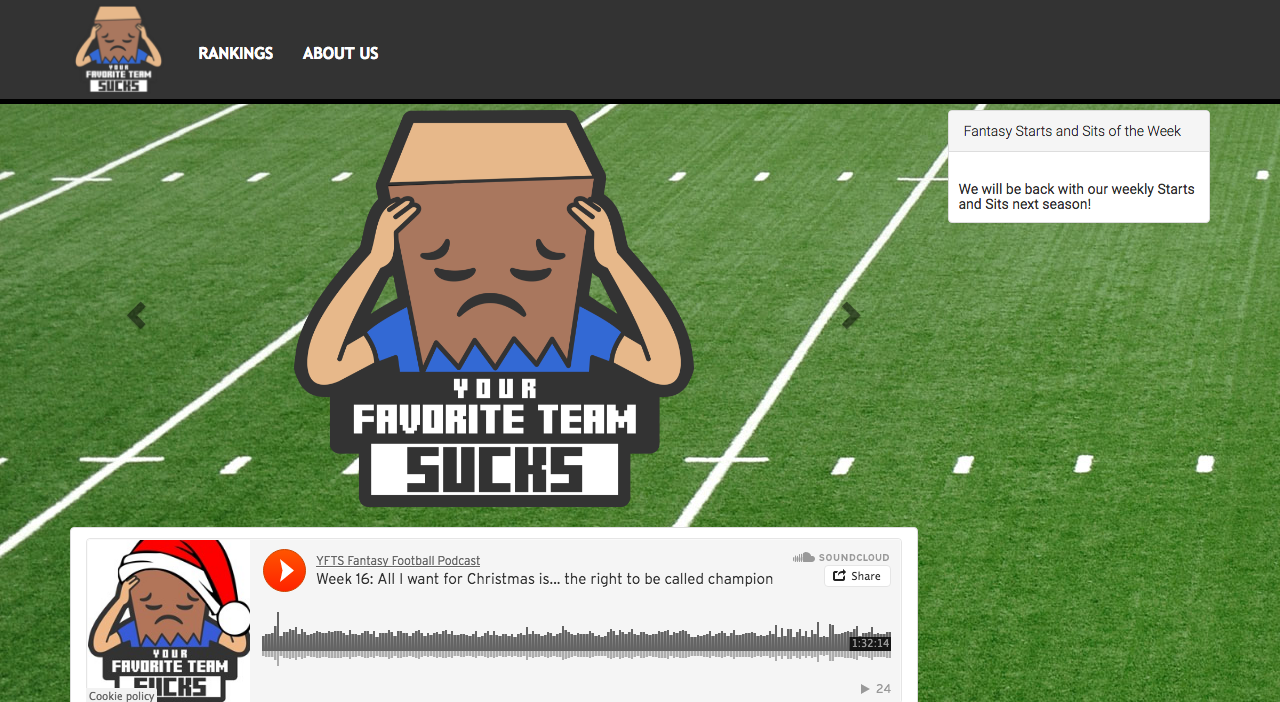 YOUR
FAVORITE TEAM
SUCKS
RANKINGS
ABOUT US
YOUR
FAVORITE TEAM
SUCKS
Fantasy Starts and Sits of the Week
We will be back with our weekly Starts
and Sits next season!
YOUR
FAVORITE TEAM
SUCKS
Cookie policy
YFTS Fantasy Football Podcast
Week 16: All I want for Christmas is... the right to be called champion
SOUNDCLOUD
Share
1:32:14
24